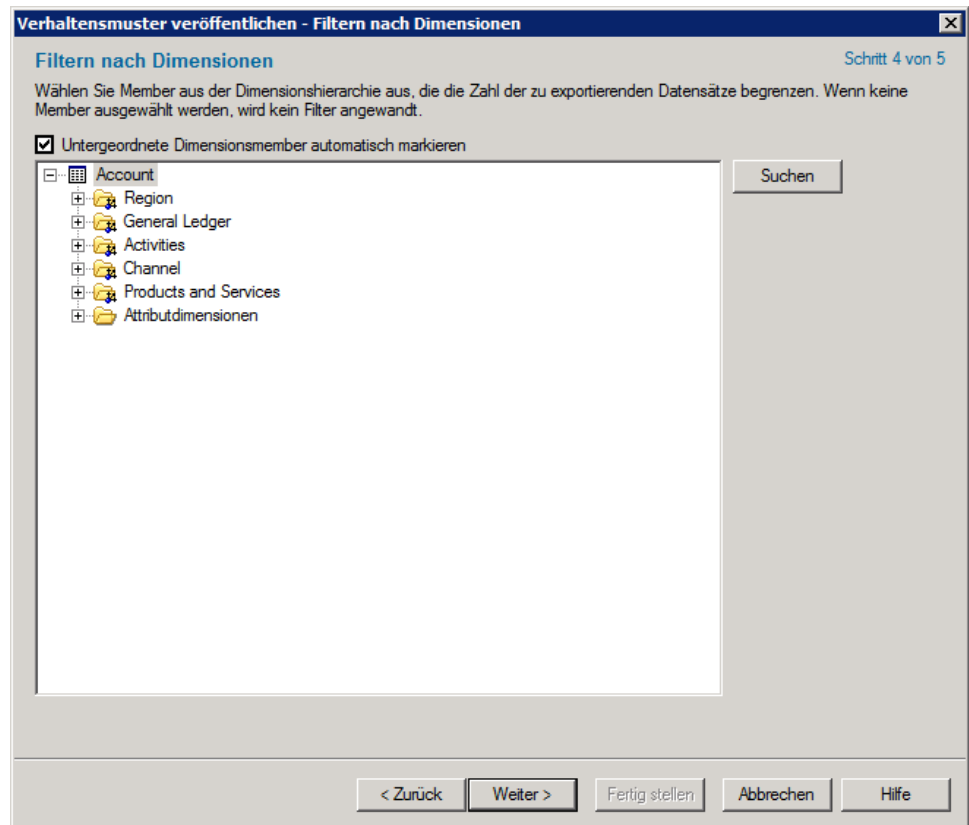 Verhaltensmuster veröffentlichen - Filtern nach Dimensionen
Filtern nach Dimensionen
Schritt 4 von 5
Wählen Sie Member aus der Dimensionshierarchie aus, die die Zahl der zu exportierenden Datensätze begrenzen. Wenn keine
Member ausgewählt werden, wird kein Filter angewandt.
Untergeordnete Dimensionsmember automatisch markieren
Account
Suchen
Region
General Ledger
Activities
Channel
Products and Services
Attributdimensionen
< Zurück
Weiter >
Fertig stellen
Abbrechen
Hilfe